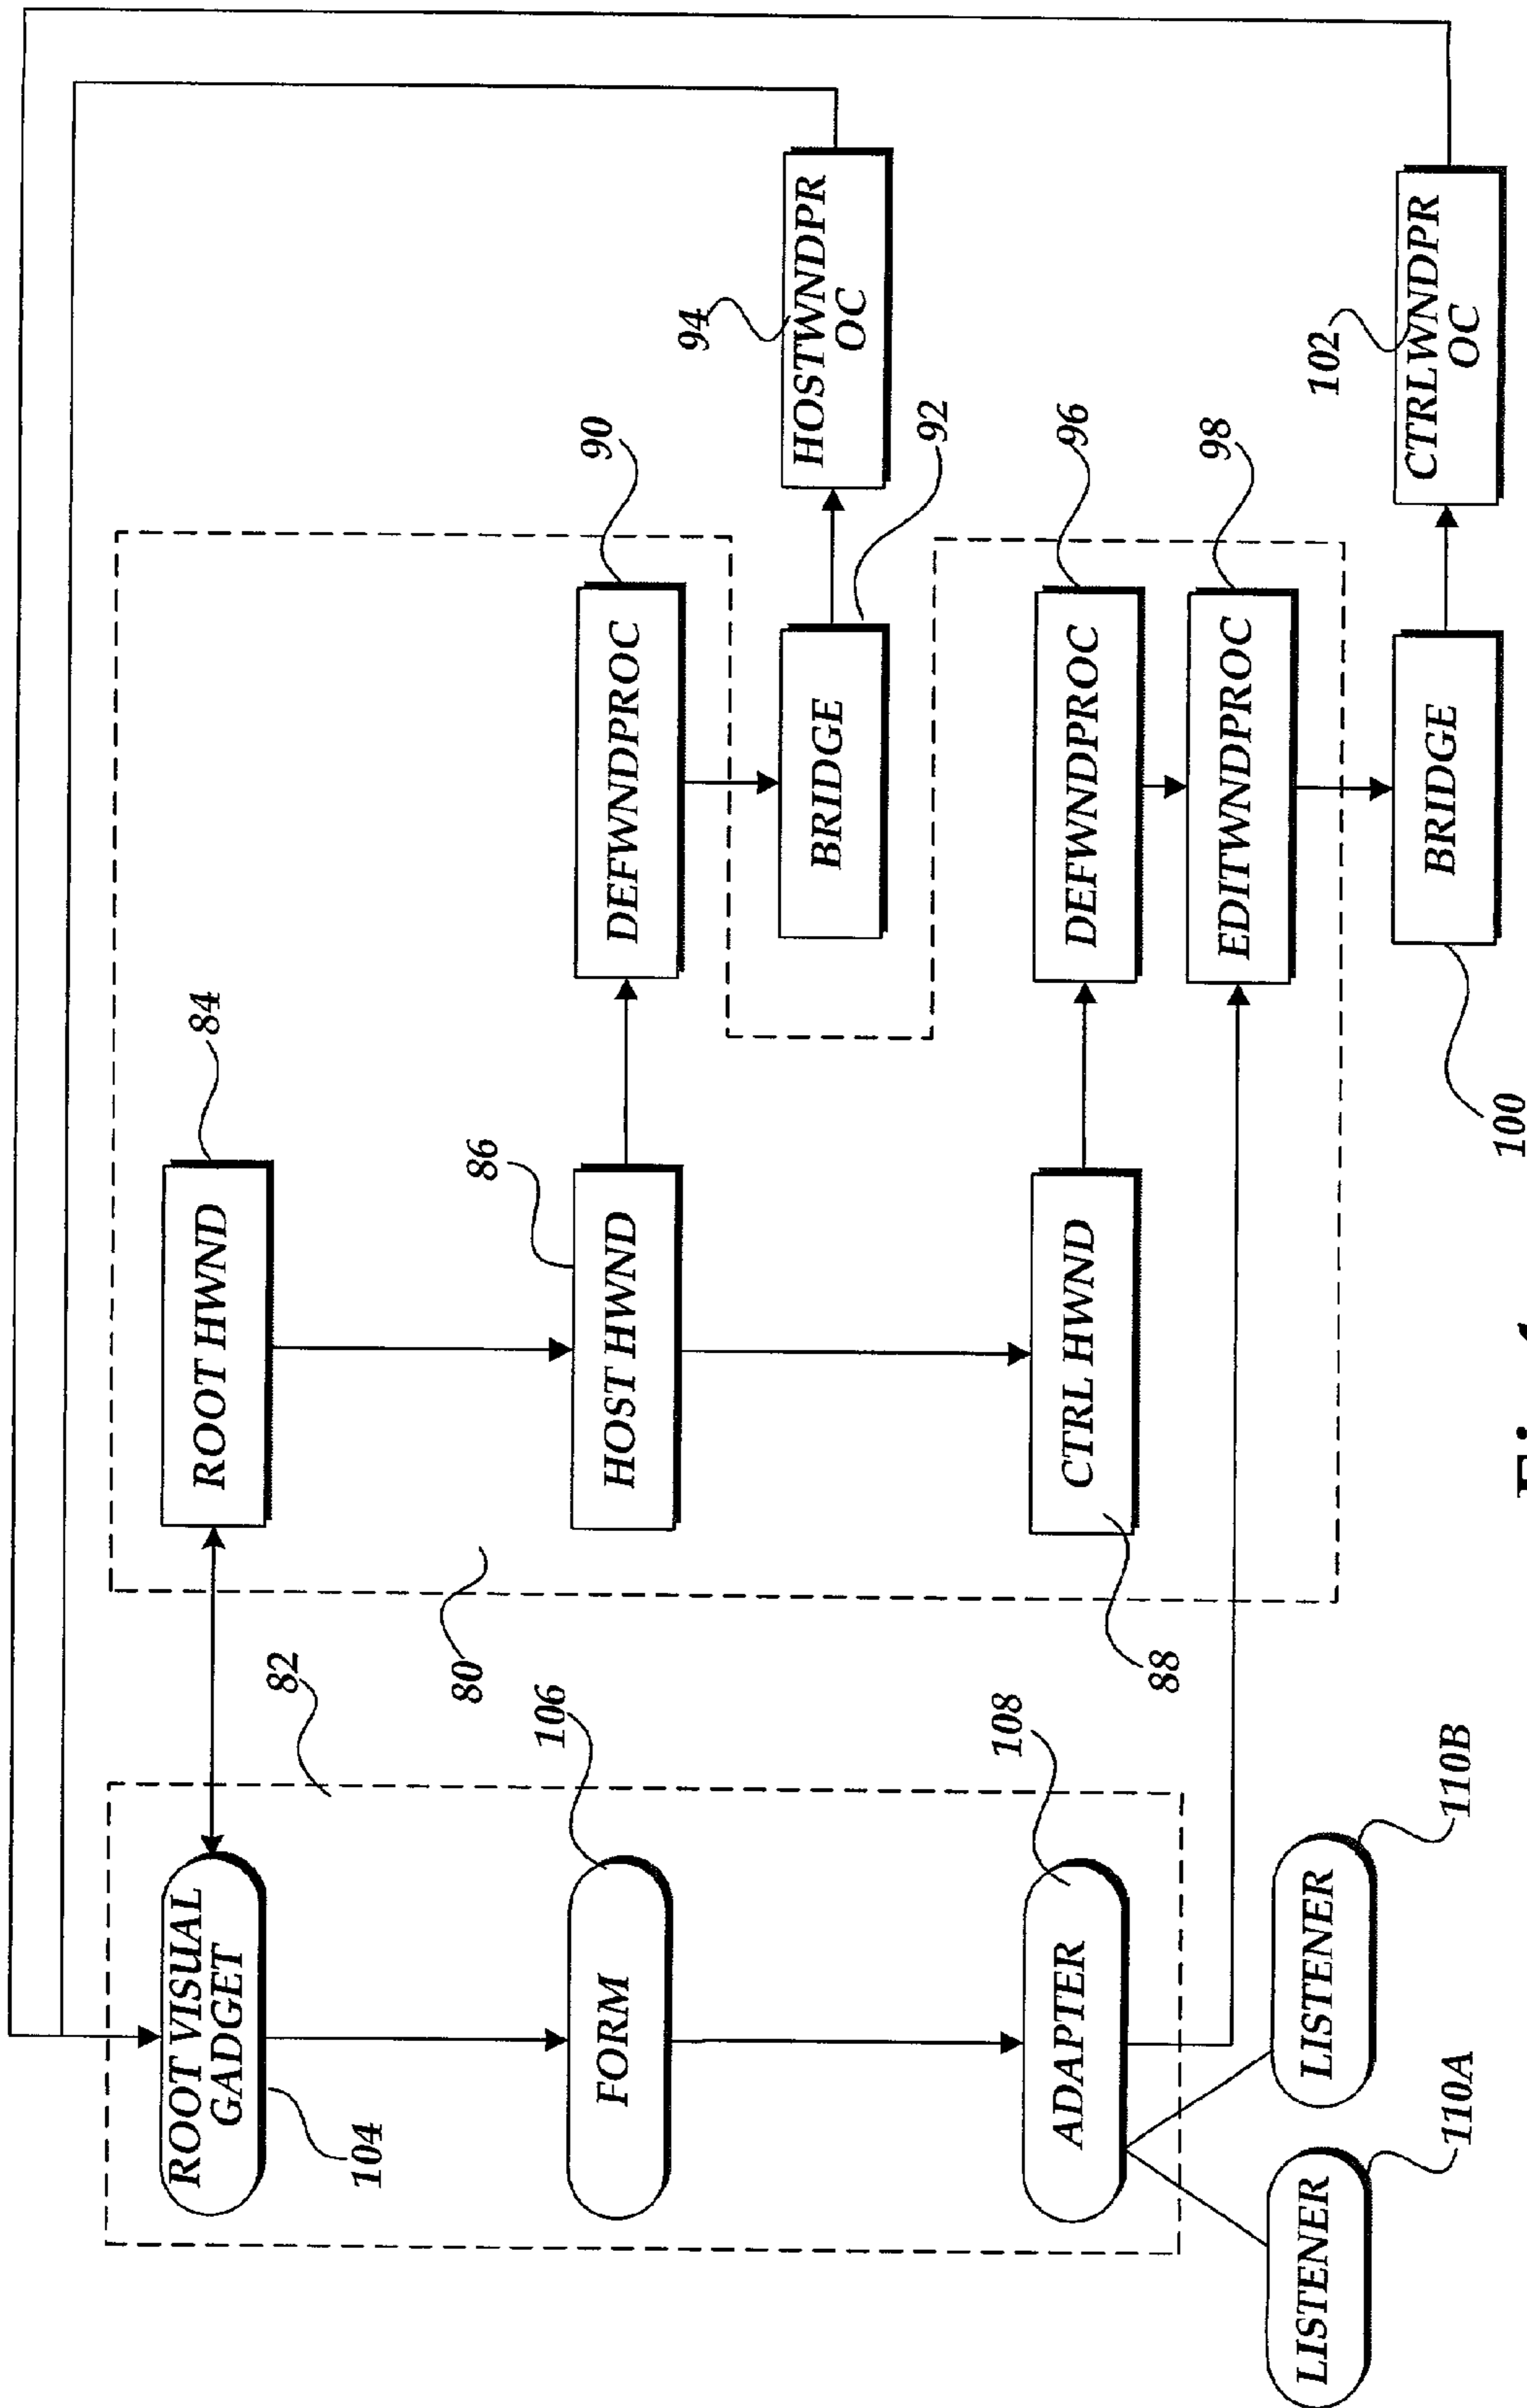 ROOT VISUAL
GADGET
ROOT HWND
84
82
104
80
86
106
90
FORM
HOST HWND
DEFWNDPROC
94
BRIDGE
HOSTWNDPR
OC
92
108
96
ADAPTER
CTRL HWND
DEFWNDPROC
88
98
EDITWNDPROC
LISTENER
LISTENER
102
110A
110B
BRIDGE
CTRLWNDPR
OC
100